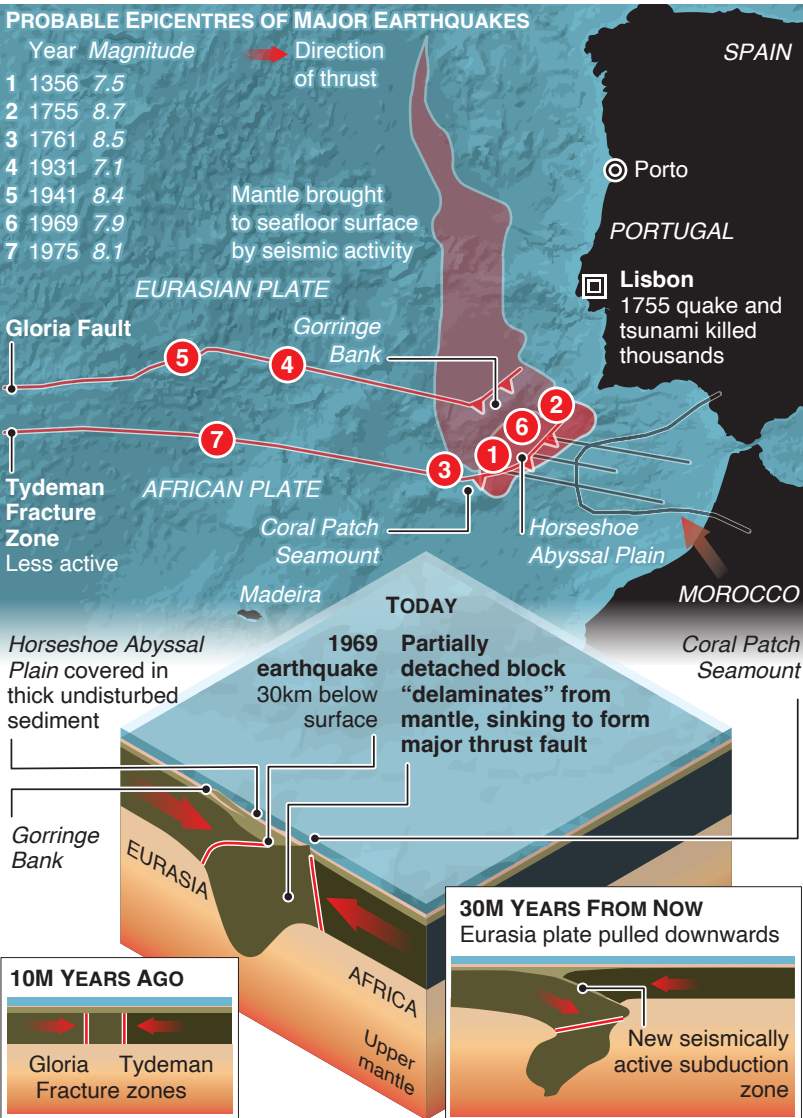 PROBABLE EPICENTRES OF MAJOR EARTHQUAKES
Year Magnitude
1 1356 7.5
2 1755 8.7
3 1761 8.5
4 1931 7.1
5 1941 8.4
6 1969 7.9
7 1975 8.1
Direction
of thrust
SPAIN
Porto
PORTUGAL
Mantle brought
to seafloor surface
by seismic activity
EURASIAN PLATE
Lisbon
1755 quake and
tsunami killed
thousands
Gloria Fault
Gorringe
Bank
5
4
2
6
7
1
3
Tydeman
Fracture
Zone
Less active
AFRICAN PLATE
Coral Patch
Seamount
Horseshoe
Abyssal Plain
Madeira
MOROCCO
TODAY
Horseshoe Abyssal
Plain covered in
thick undisturbed
sediment
1969
earthquake
30km below
surface
Partially
detached block
“delaminates” from
mantle, sinking to form
major thrust fault
Coral Patch
Seamount
Gorringe
Bank
EURASIA
AFRICA
Upper
mantle
10M YEARS AGO
Gloria Tydeman
Fracture zones
30M YEARS FROM NOW
Eurasia plate pulled downwards
New seismically
active subduction
zone